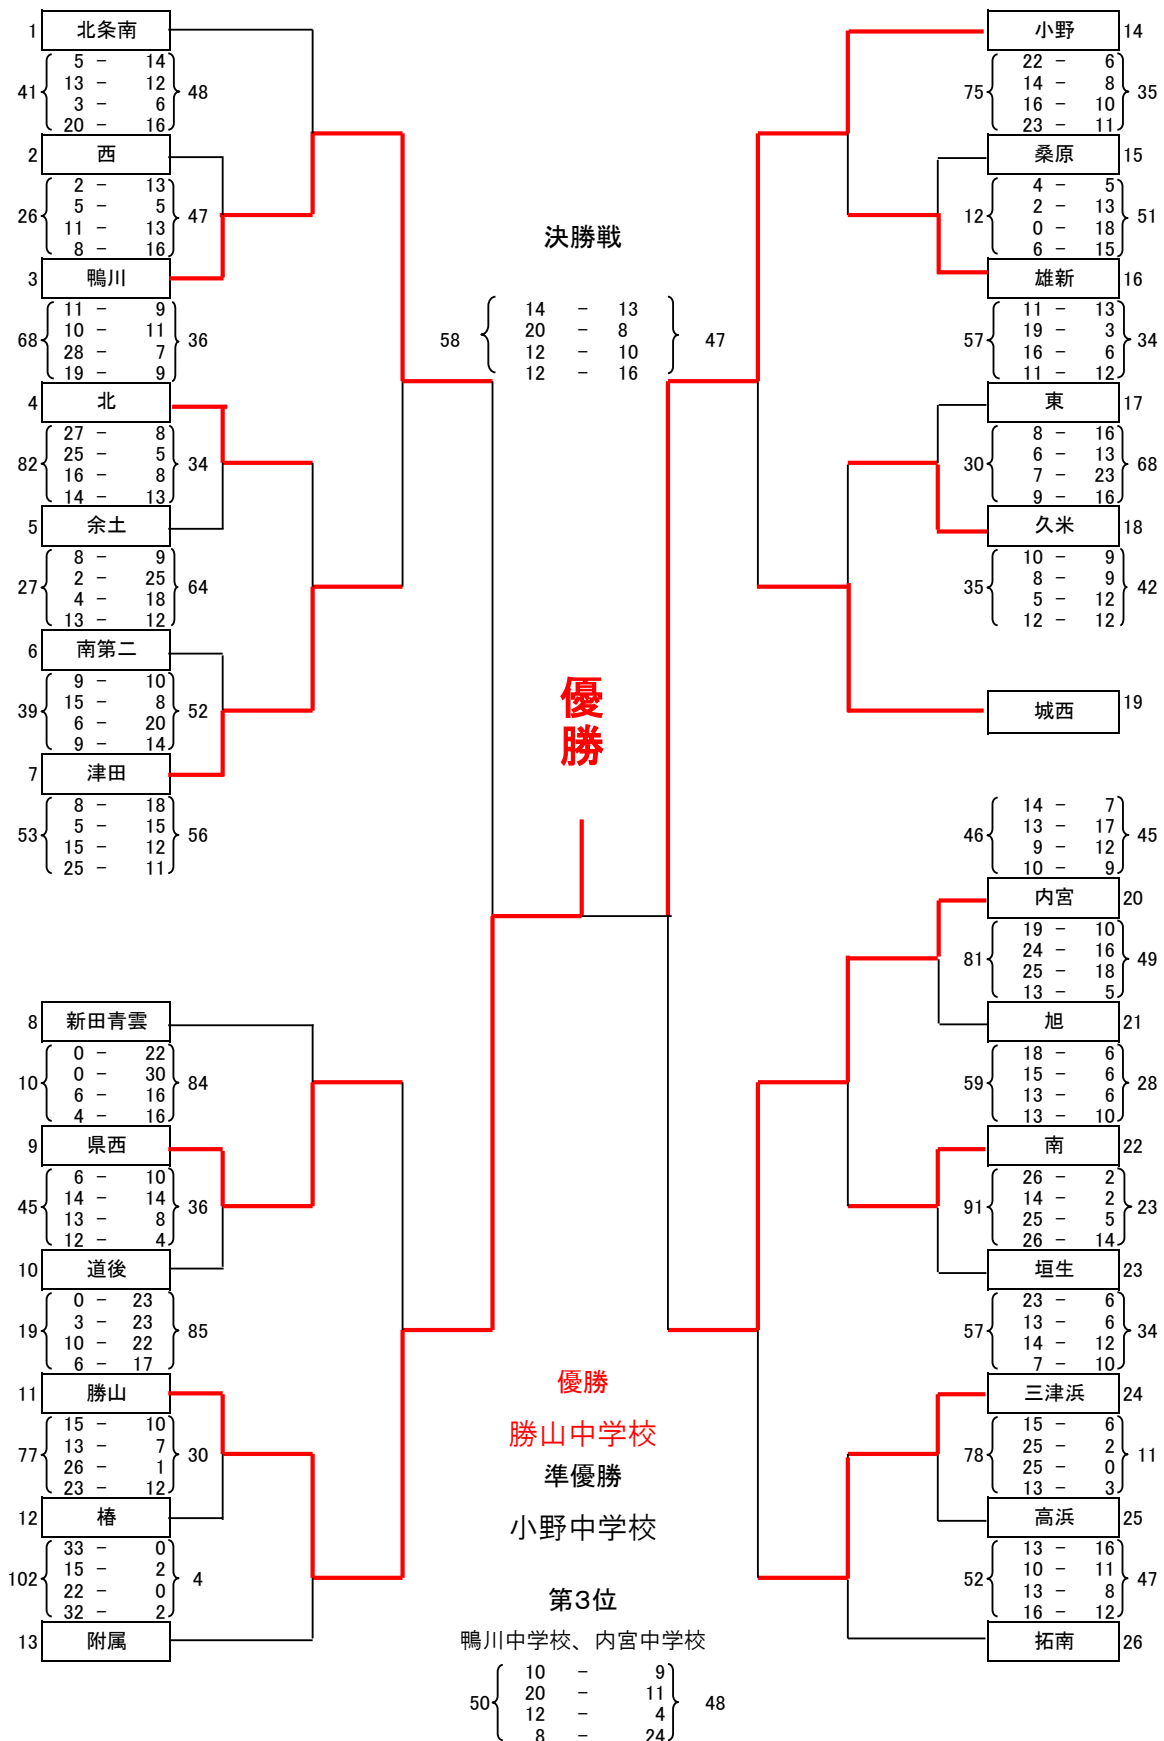 1 北条南
41 48
5 － 14
13 － 12
3 － 6
20 － 16
2 西
26 47
2 － 13
5 － 5
11 － 13
8 － 16
3 鴨川
68 36
11 － 9
10 － 11
28 － 7
19 － 9
4 北
82 34
27 － 8
25 － 5
16 － 8
14 － 13
5 余土
27 64
8 － 9
2 － 25
4 － 18
13 － 12
6 南第二
39 52
9 － 10
15 － 8
6 － 20
9 － 14
7 津田
53 56
8 － 18
5 － 15
15 － 12
25 － 11
8 新田青雲
10 84
0 － 22
0 － 30
6 － 16
4 － 16
9 県西
45 36
6 － 10
14 － 14
13 － 8
12 － 4
10 道後
19 85
0 － 23
3 － 23
10 － 22
6 － 17
11 勝山
77 30
15 － 10
13 － 7
26 － 1
23 － 12
12 椿
102 4
33 － 0
15 － 2
22 － 0
32 － 2
13 附属
決勝戦
58 47
14 － 13
20 － 8
12 － 10
12 － 16
優
勝
優勝
勝山中学校
準優勝
小野中学校
第3位
鴨川中学校、内宮中学校
50 48
10 － 9
20 － 11
12 － 4
8 － 24
小野 14
75 35
22 － 6
14 － 8
16 － 10
23 － 11
桑原 15
12 51
4 － 5
2 － 13
0 － 18
6 － 15
雄新 16
57 34
11 － 13
19 － 3
16 － 6
11 － 12
東 17
30 68
8 － 16
6 － 13
7 － 23
9 － 16
久米 18
35 42
10 － 9
8 － 9
5 － 12
12 － 12
城西 19
46 45
14 － 7
13 － 17
9 － 12
10 － 9
内宮 20
81 49
19 － 10
24 － 16
25 － 18
13 － 5
旭 21
59 28
18 － 6
15 － 6
13 － 6
13 － 10
南 22
91 23
26 － 2
14 － 2
25 － 5
26 － 14
垣生 23
57 34
23 － 6
13 － 6
14 － 12
7 － 10
三津浜 24
78 11
15 － 6
25 － 2
25 － 0
13 － 3
高浜 25
52 47
13 － 16
10 － 11
13 － 8
16 － 12
拓南 26